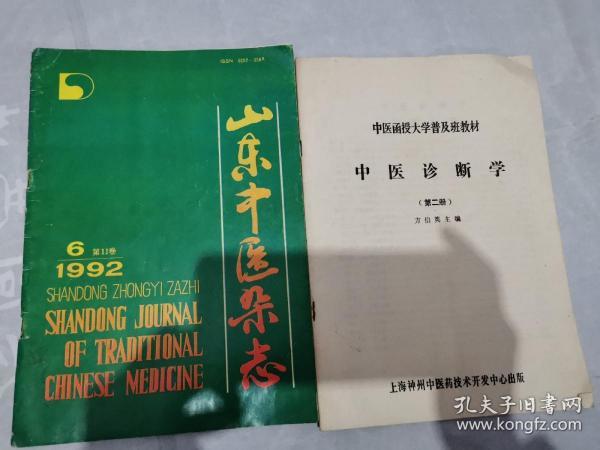 山东中医杂志
6 第11卷
1992
SHANDONG ZHONGYI ZAZHI
SHANDONG JOURNAL
OF TRADITIONAL
CHINESE MEDICINE
中医函授大学普及班教材
中医诊断学
（第二册）
主编
上海神州中医药技术开发中心出版
孔夫子旧书网
www.kongfz.com